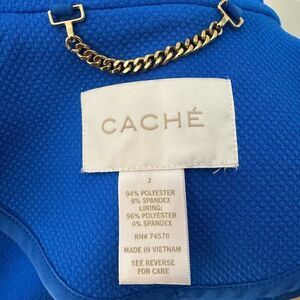 CACHÉ
2
94% POLYESTER
6% SPANDEX
LINING:
96% POLYESTER
4% SPANDEX
RN# 74576
MADE IN VIETNAM
SEE REVERSE
FOR CARE